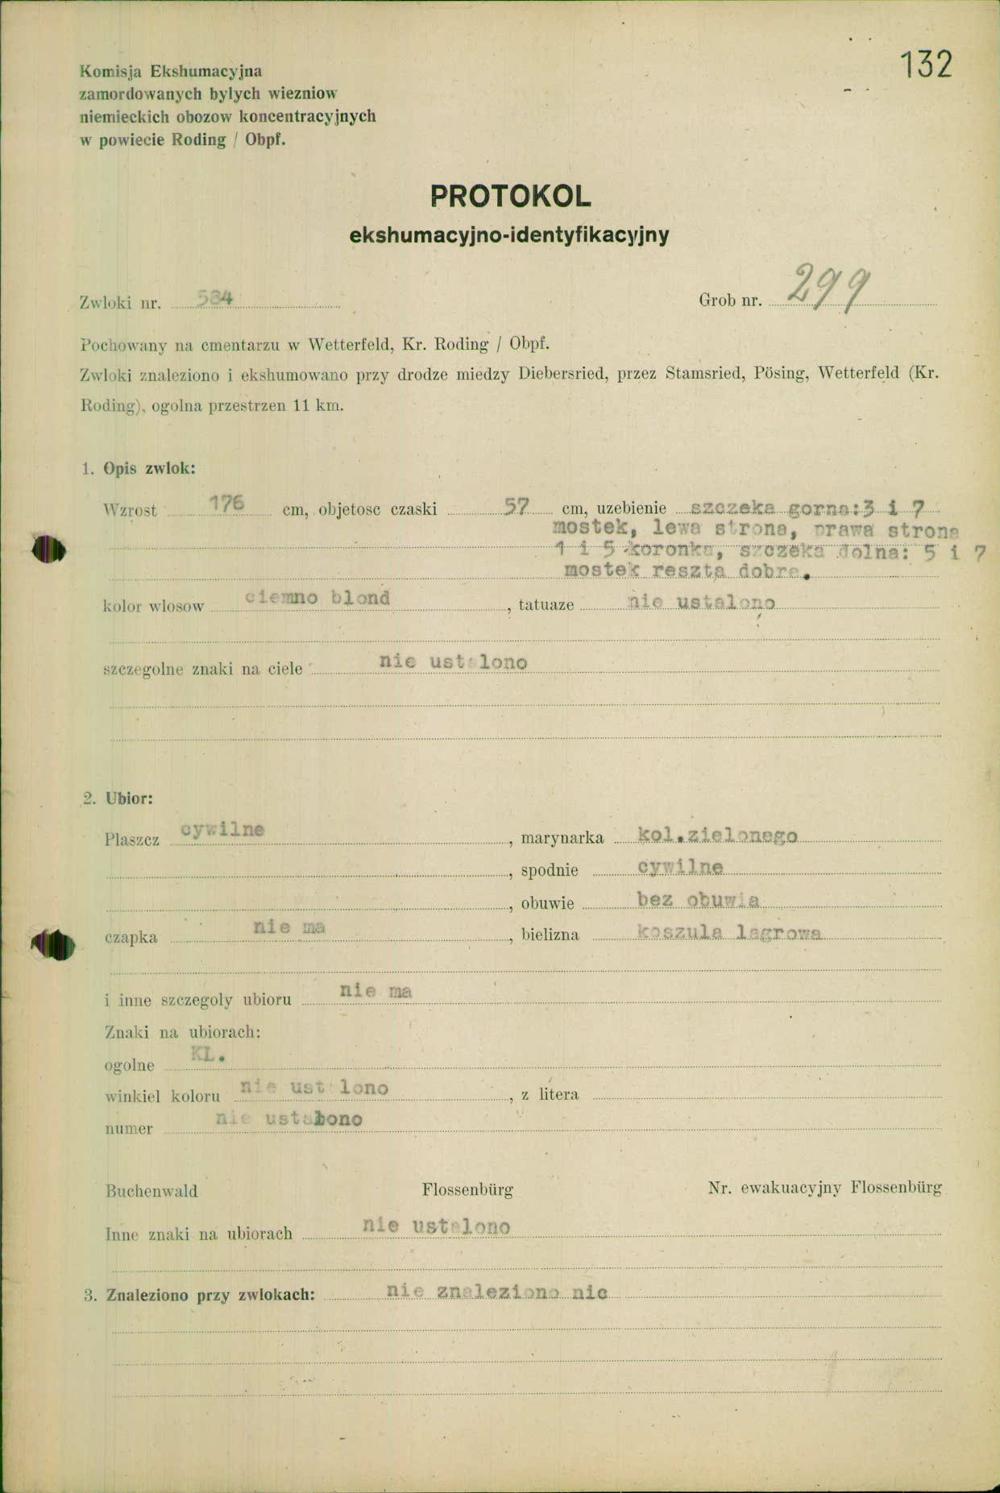 132
Komisja Ekshumacyjna
zamordowanych bylych wiezniow
niemieckich obozow koncentracyjnych
w powiecie Roding / Obpf.
PROTOKOL
ekshumacyjno-identyfikacyjny
Zwloki nr. 534 Grob nr. 299
Pochowany na cmentarzu w Wetterfeld, Kr. Roding / Obpf.
Zwloki znaleziono i ekshumowano przy drodze miedzy Diebersried, przez Stamsried, Pösing, Wetterfeld (Kr.
Roding), ogolna przestrzen 11 km.
1. Opis zwlok:
Wzrost 176 cm, objetosc czaski 57 cm, uzebienie szczeka gorna:3 i 7
mostek, lewa strona, prawa strona
1 i 5 koronka, szczeka dolna: 5 i 7
mostek reszta dobra.
kolor wlosow ciemno blond , tatuaze nie ustalono
szczegolne znaki na ciele nie ustalono
2. Ubior:
Plaszcz cywilne , marynarka kol.zielonego
, spodnie cywilne
, obuwie bez obuwia
czapka nie ma , bielizna koszula lagrowa
i inne szczegoly ubioru nie ma
Znaki na ubiorach:
ogolne KL.
winkiel koloru nie ustalono , z litera
numer nie ustalono
Buchenwald Flossenbürg Nr. ewakuacyjny Flossenbürg
Inne znaki na ubiorach nie ustalono
3. Znaleziono przy zwlokach: nie znaleziono nic